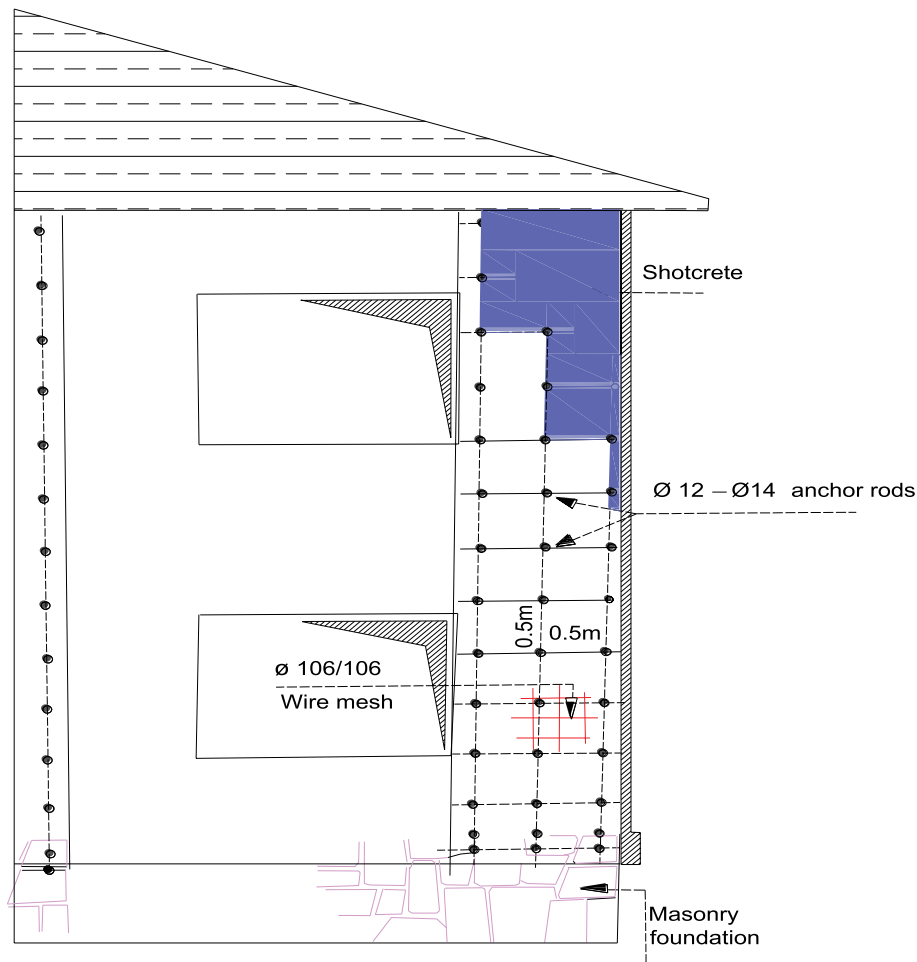 Shotcrete
Ø 12 – Ø14 anchor rods
0.5m
0.5m
ø 106/106
Wire mesh
Masonry
foundation